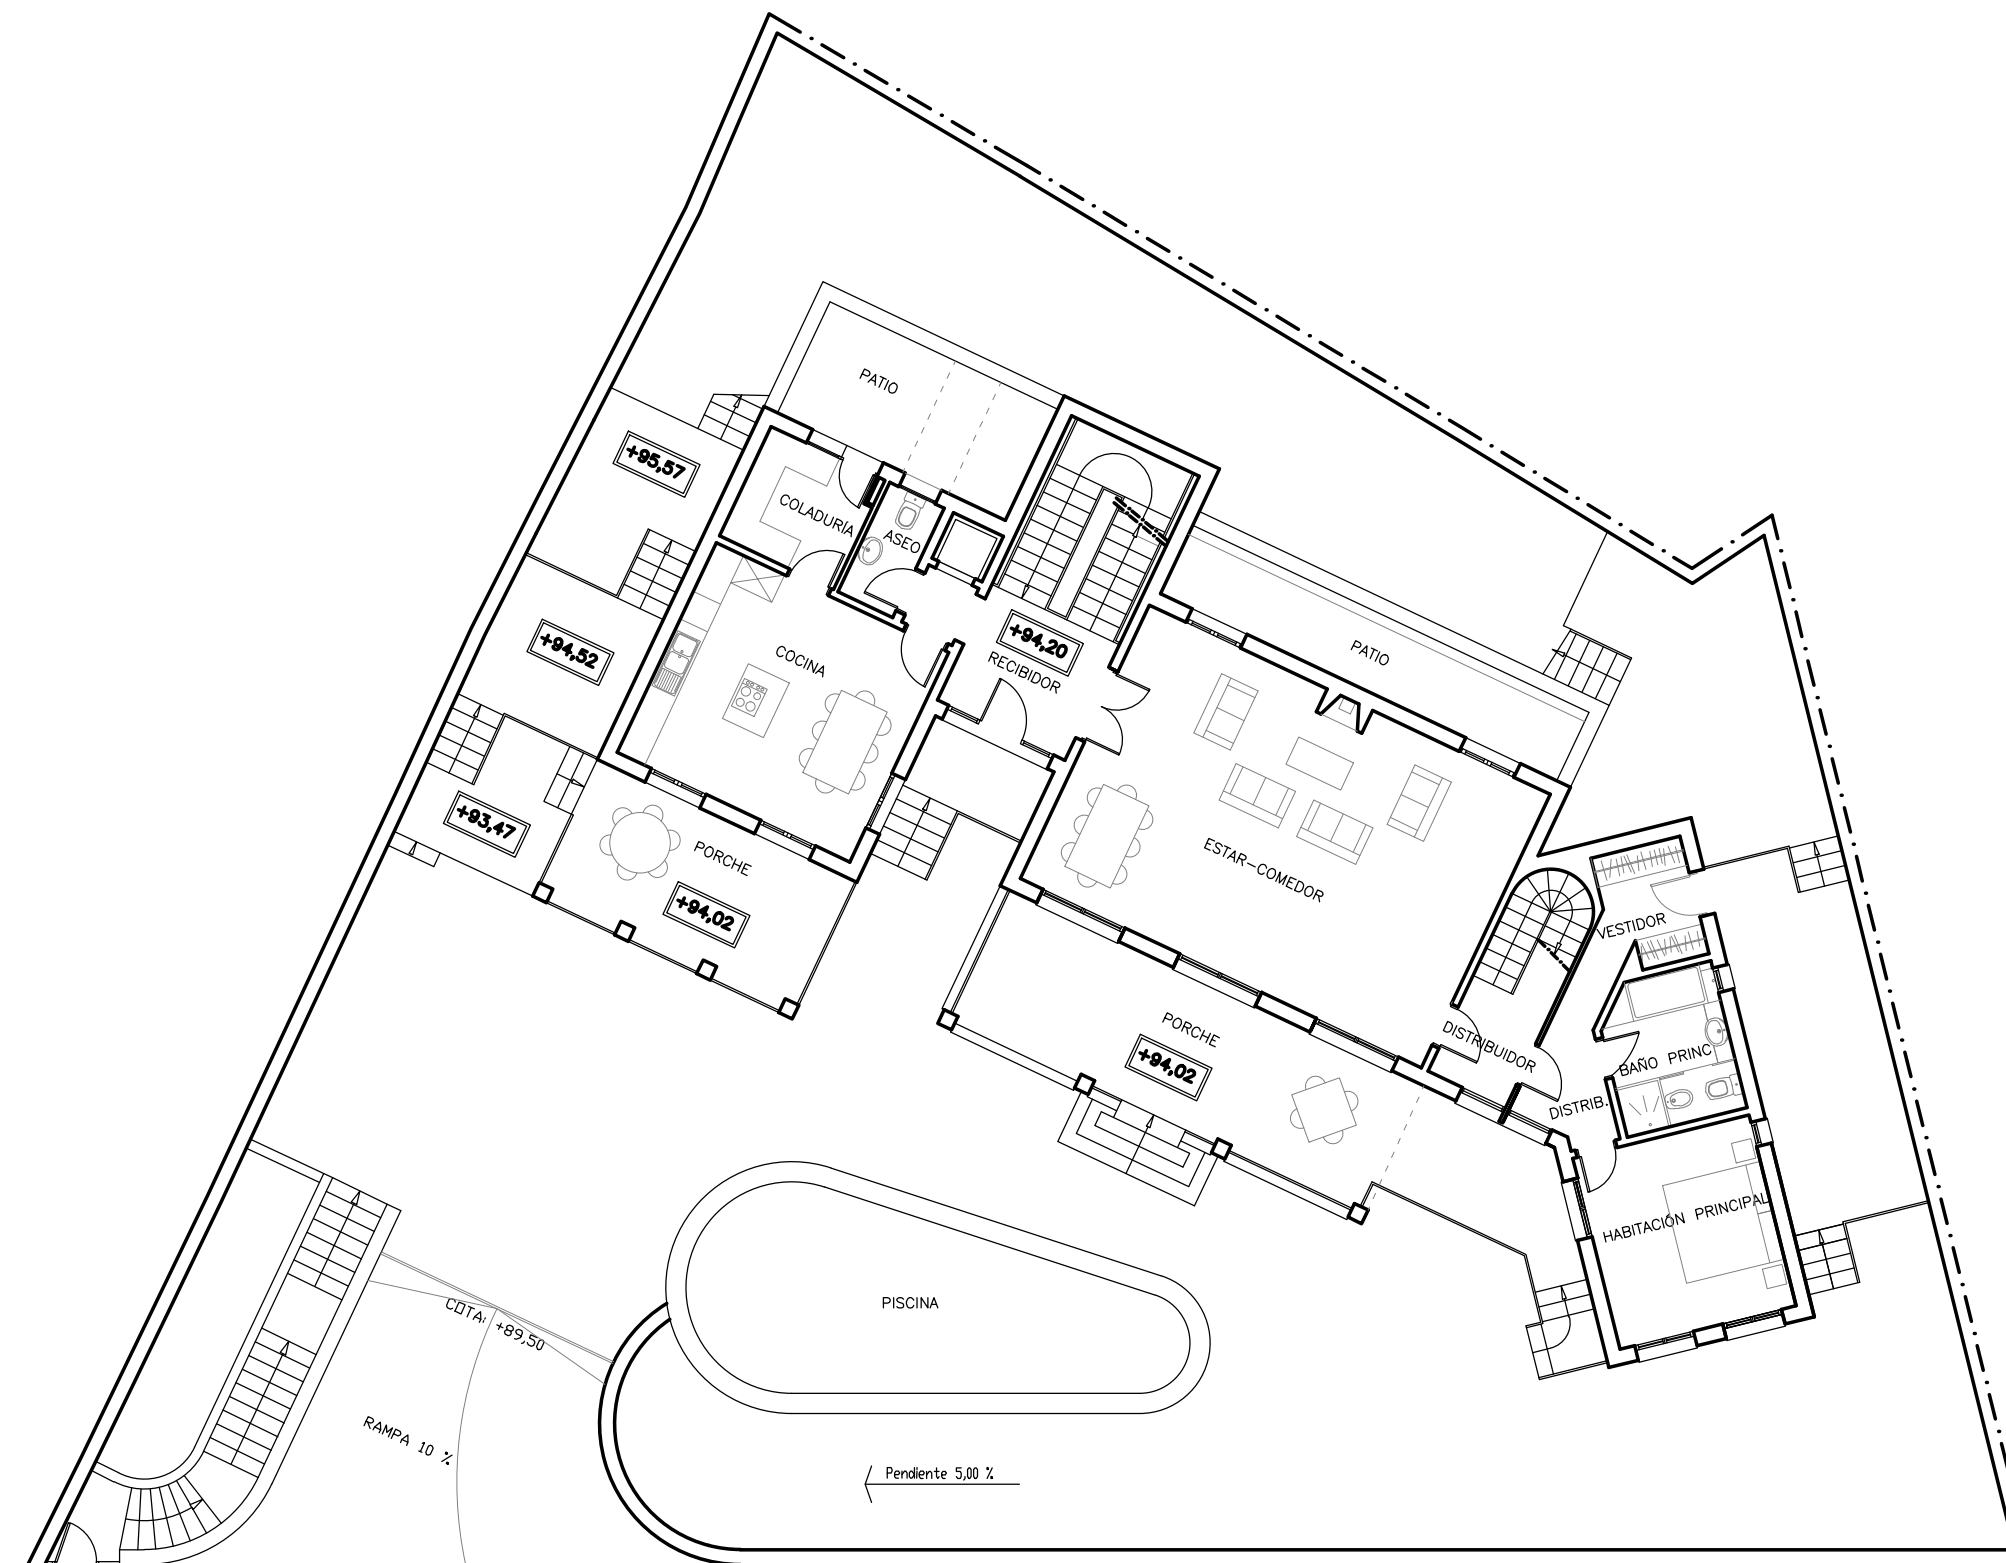 PATIO
+95,57
COLADURÍA
ASEO
+94,52
+94,20
COCINA
RECIBIDOR
PATIO
+93,47
PORCHE
+94,02
ESTAR-COMEDOR
VESTIDOR
PORCHE
+94,02
DISTRIBUIDOR
BAÑO PRINC
DISTRIB.
HABITACIÓN PRINCIPAL
PISCINA
COTA: +89,50
RAMPA 10 %
Pendiente 5,00 %